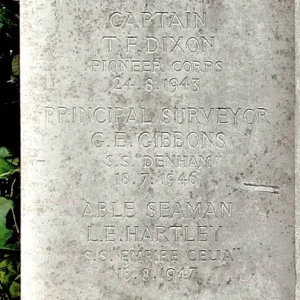 CAPTAIN
T. F. DIXON
PIONEER CORPS
24. 8. 1943
PRINCIPAL SURVEYOR
G. E. GIBBONS
S.S. "DENHAM"
18. 7. 1946
ABLE SEAMAN
L. E. HARTLEY
S.S. "EMPIRE CELIA"
18. 8. 1947